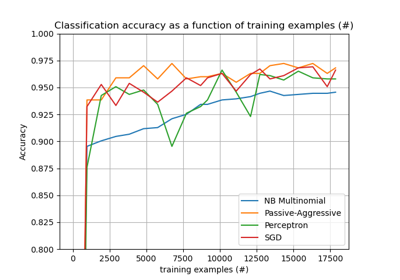 Classification accuracy as a function of training examples (#)
1.000
0.975
0.950
0.925
0.900
0.875
0.850
0.825
0.800
Accuracy
NB Multinomial
Passive-Aggressive
Perceptron
SGD
0 2500 5000 7500 10000 12500 15000 17500
training examples (#)